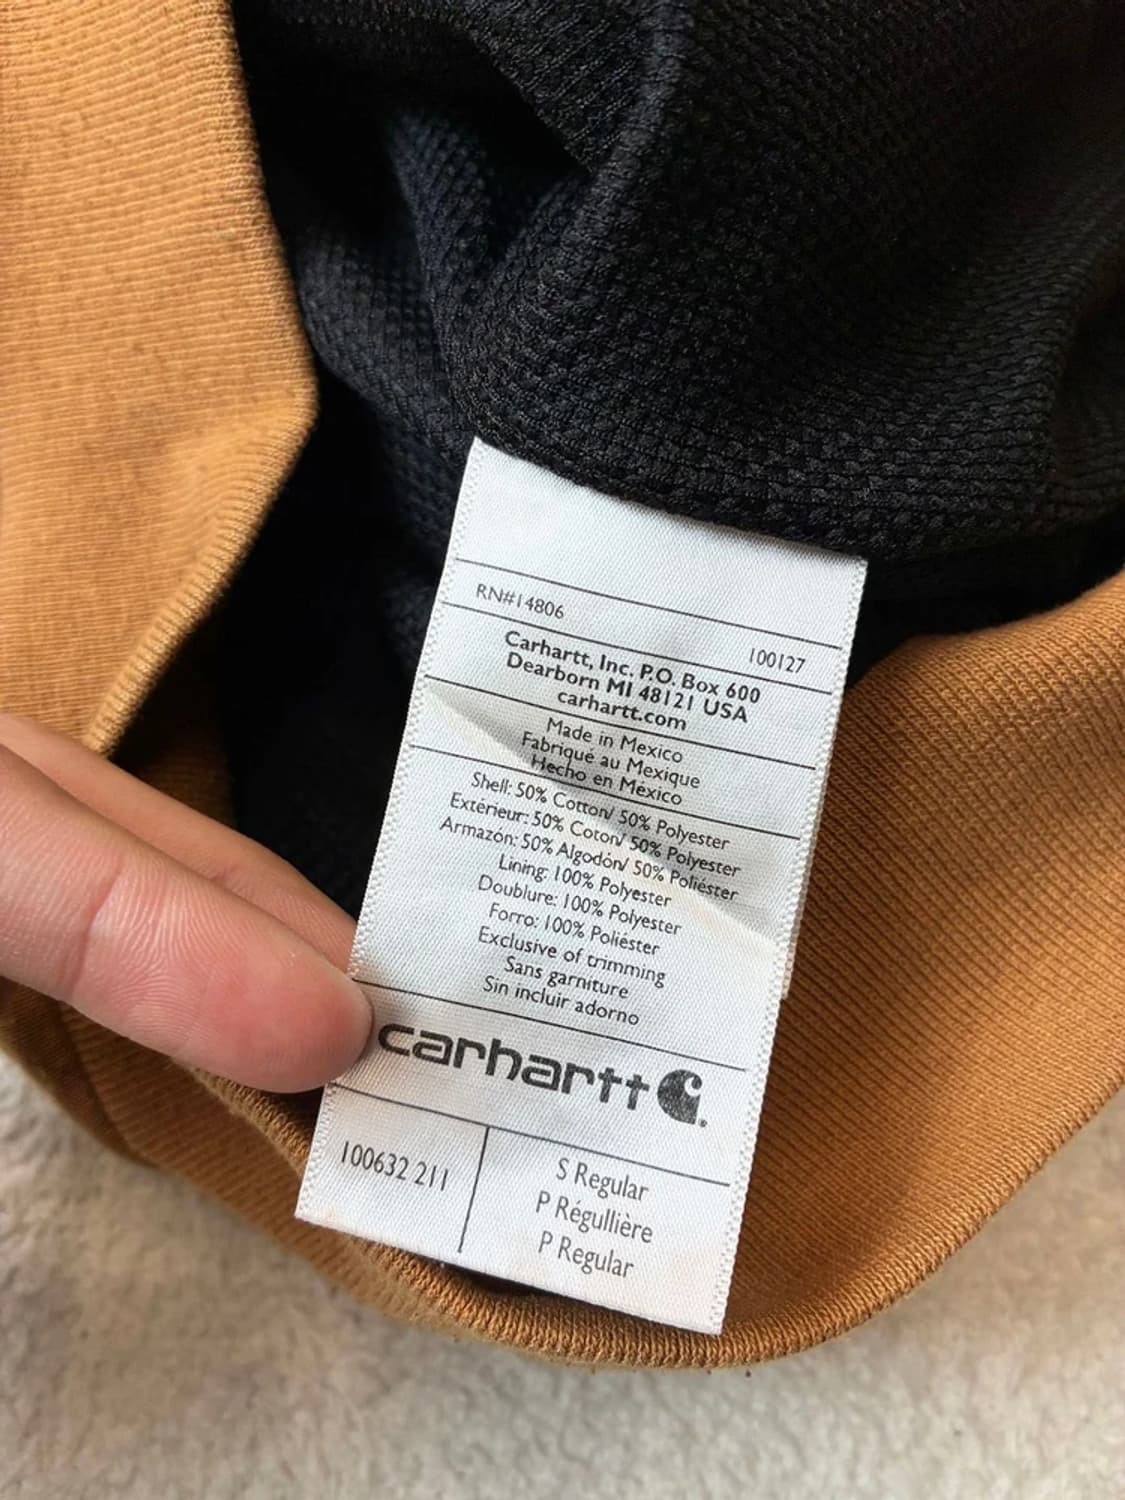 RN#14806
100127
Carhartt, Inc. P.O. Box 600
Dearborn MI 48121 USA
carhartt.com
Made in Mexico
Fabriqué au Mexique
Hecho en México
Shell: 50% Cotton/ 50% Polyester
Extérieur: 50% Coton/ 50% Polyester
Armazón: 50% Algodón/ 50% Poliéster
Lining: 100% Polyester
Doublure: 100% Polyester
Forro: 100% Poliéster
Exclusive of trimming
Sans garniture
Sin incluir adorno
carhartt
100632 211
S Regular
P Régullière
P Regular